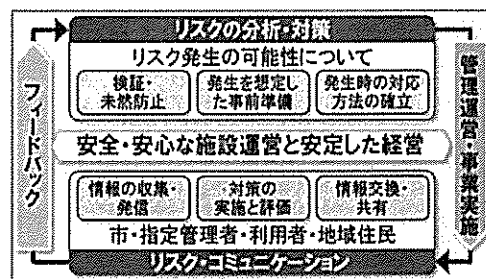 リスクの分析・対策
リスク発生の可能性について
検証・
未然防止
発生を想定し
た事前準備
発生時の対応
方法の確立
フィードバック
管理運営・事業実施
安全・安心な施設運営と安定した経営
情報の収集・
発信
対策の
実施と評価
情報交換・
共有
市・指定管理者・利用者・地域住民
リスク・コミュニケーション